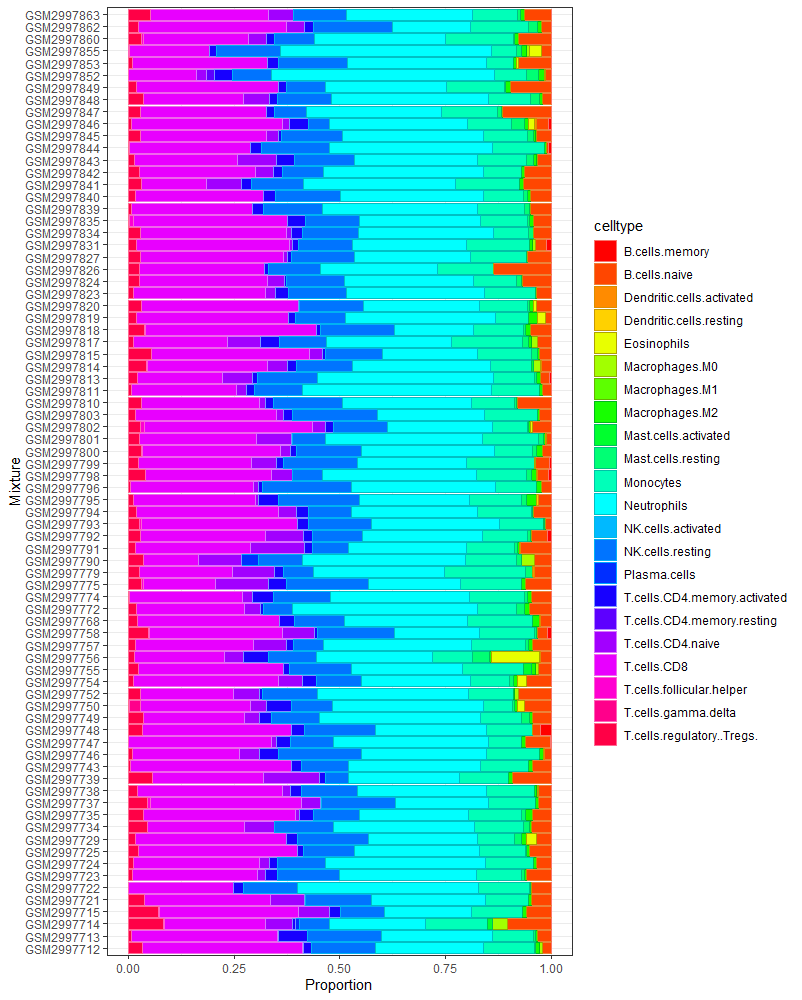 GSM2997863
GSM2997862
GSM2997860
GSM2997855
GSM2997853
GSM2997852
GSM2997849
GSM2997848
GSM2997847
GSM2997846
GSM2997845
GSM2997844
GSM2997843
GSM2997842
GSM2997841
GSM2997840
GSM2997839
GSM2997835
GSM2997834
GSM2997831
GSM2997827
GSM2997826
GSM2997824
GSM2997823
GSM2997820
GSM2997819
GSM2997818
GSM2997817
GSM2997815
GSM2997814
GSM2997813
GSM2997811
GSM2997810
GSM2997803
GSM2997802
GSM2997801
GSM2997800
GSM2997799
GSM2997798
GSM2997796
GSM2997795
GSM2997794
GSM2997793
GSM2997792
GSM2997791
GSM2997790
GSM2997779
GSM2997775
GSM2997774
GSM2997772
GSM2997768
GSM2997758
GSM2997757
GSM2997756
GSM2997755
GSM2997754
GSM2997752
GSM2997750
GSM2997749
GSM2997748
GSM2997747
GSM2997746
GSM2997743
GSM2997739
GSM2997738
GSM2997737
GSM2997735
GSM2997734
GSM2997729
GSM2997725
GSM2997724
GSM2997723
GSM2997722
GSM2997721
GSM2997715
GSM2997714
GSM2997713
GSM2997712
Mixture
0.00 0.25 0.50 0.75 1.00
Proportion
celltype
B.cells.memory
B.cells.naive
Dendritic.cells.activated
Dendritic.cells.resting
Eosinophils
Macrophages.M0
Macrophages.M1
Macrophages.M2
Mast.cells.activated
Mast.cells.resting
Monocytes
Neutrophils
NK.cells.activated
NK.cells.resting
Plasma.cells
T.cells.CD4.memory.activated
T.cells.CD4.memory.resting
T.cells.CD4.naive
T.cells.CD8
T.cells.follicular.helper
T.cells.gamma.delta
T.cells.regulatory..Tregs.